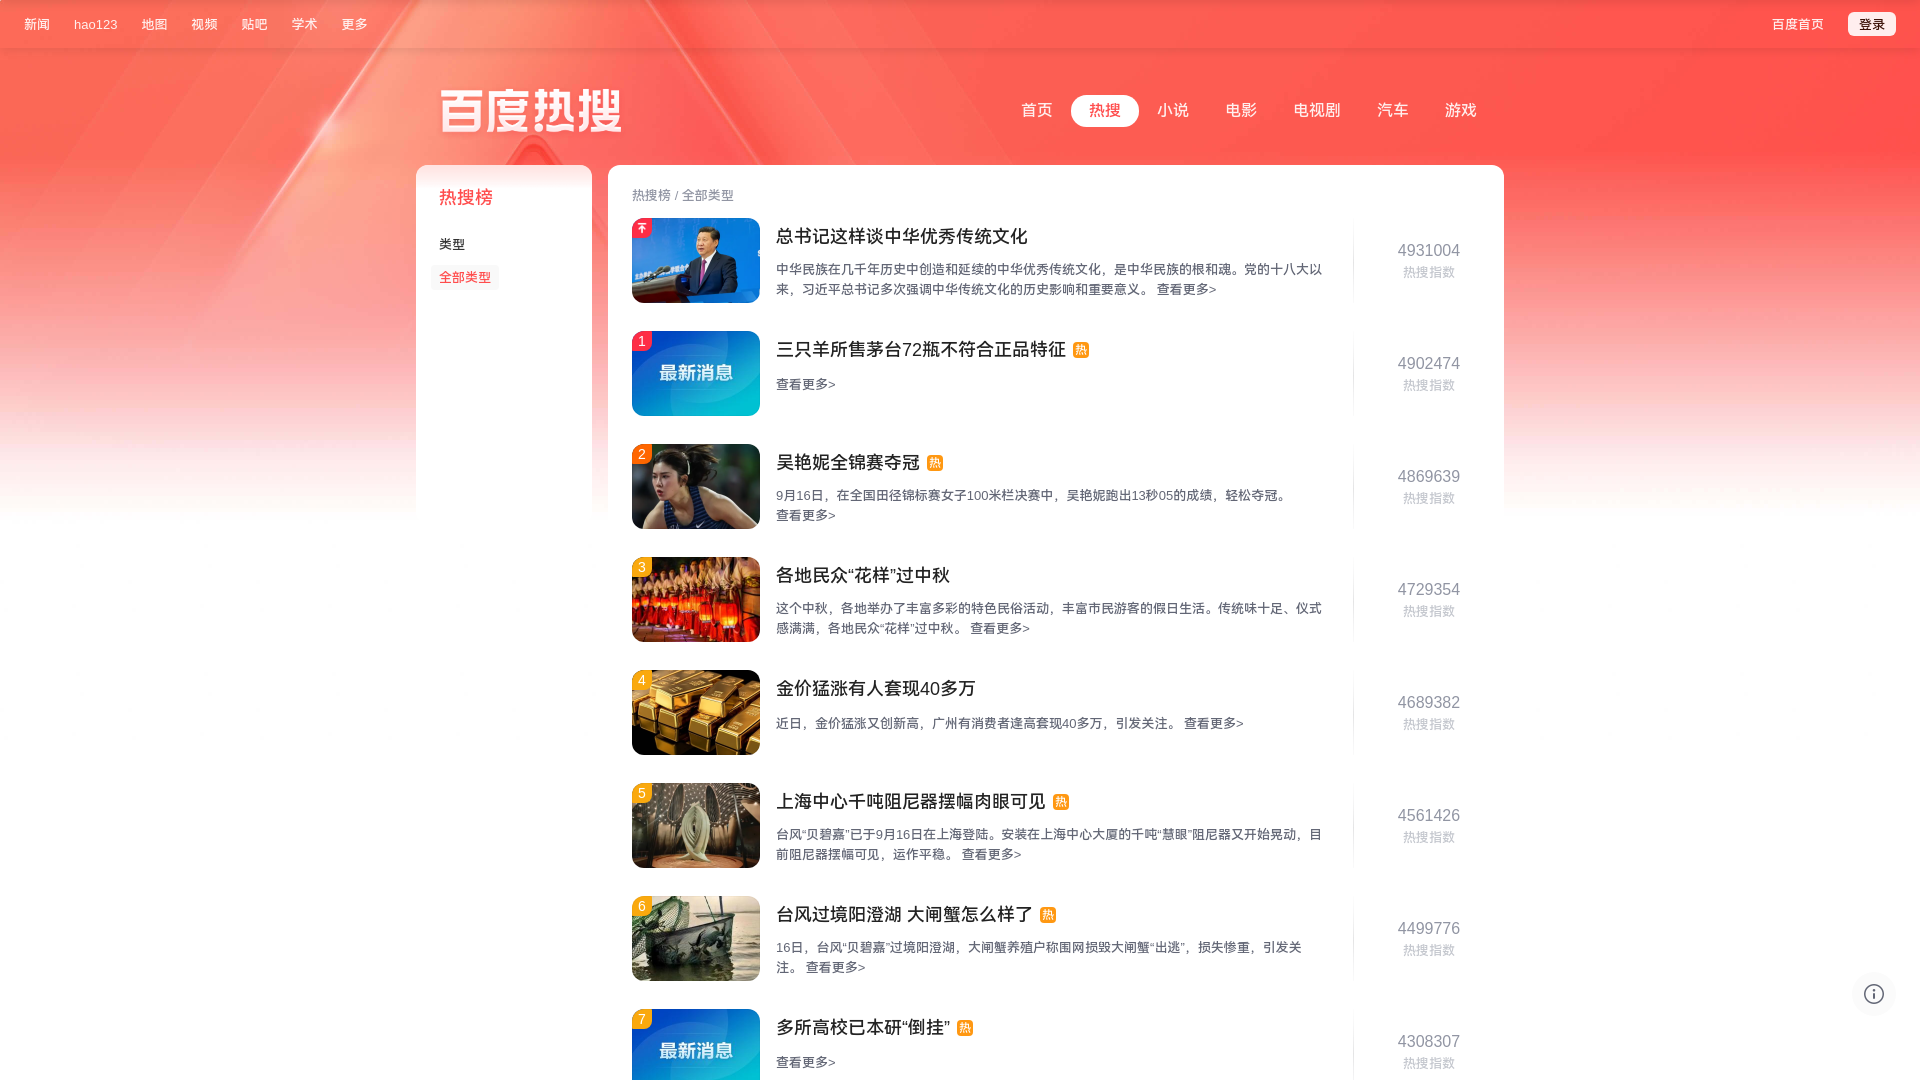 新闻
hao123
地图
视频
贴吧
学术
更多
百度首页
登录
百度热搜
首页
热搜
小说
电影
电视剧
汽车
游戏
热搜榜
类型
全部类型
热搜榜 / 全部类型
总书记这样谈中华优秀传统文化
中华民族在几千年历史中创造和延续的中华优秀传统文化，是中华民族的根和魂。党的十八大以
来，习近平总书记多次强调中华传统文化的历史影响和重要意义。 查看更多>
4931004
热搜指数
1
最新消息
三只羊所售茅台72瓶不符合正品特征 热
查看更多>
4902474
热搜指数
2
吴艳妮全锦赛夺冠 热
9月16日，在全国田径锦标赛女子100米栏决赛中，吴艳妮跑出13秒05的成绩，轻松夺冠。
查看更多>
4869639
热搜指数
3
各地民众“花样”过中秋
这个中秋，各地举办了丰富多彩的特色民俗活动，丰富市民游客的假日生活。传统味十足、仪式
感满满，各地民众“花样”过中秋。 查看更多>
4729354
热搜指数
4
金价猛涨有人套现40多万
近日，金价猛涨又创新高，广州有消费者逢高套现40多万，引发关注。 查看更多>
4689382
热搜指数
5
上海中心千吨阻尼器摆幅肉眼可见 热
台风“贝碧嘉”已于9月16日在上海登陆。安装在上海中心大厦的千吨“慧眼”阻尼器又开始晃动，目
前阻尼器摆幅可见，运作平稳。 查看更多>
4561426
热搜指数
6
台风过境阳澄湖 大闸蟹怎么样了 热
16日，台风“贝碧嘉”过境阳澄湖，大闸蟹养殖户称围网损毁大闸蟹“出逃”，损失惨重，引发关
注。 查看更多>
4499776
热搜指数
7
最新消息
多所高校已本研“倒挂” 热
查看更多>
4308307
热搜指数